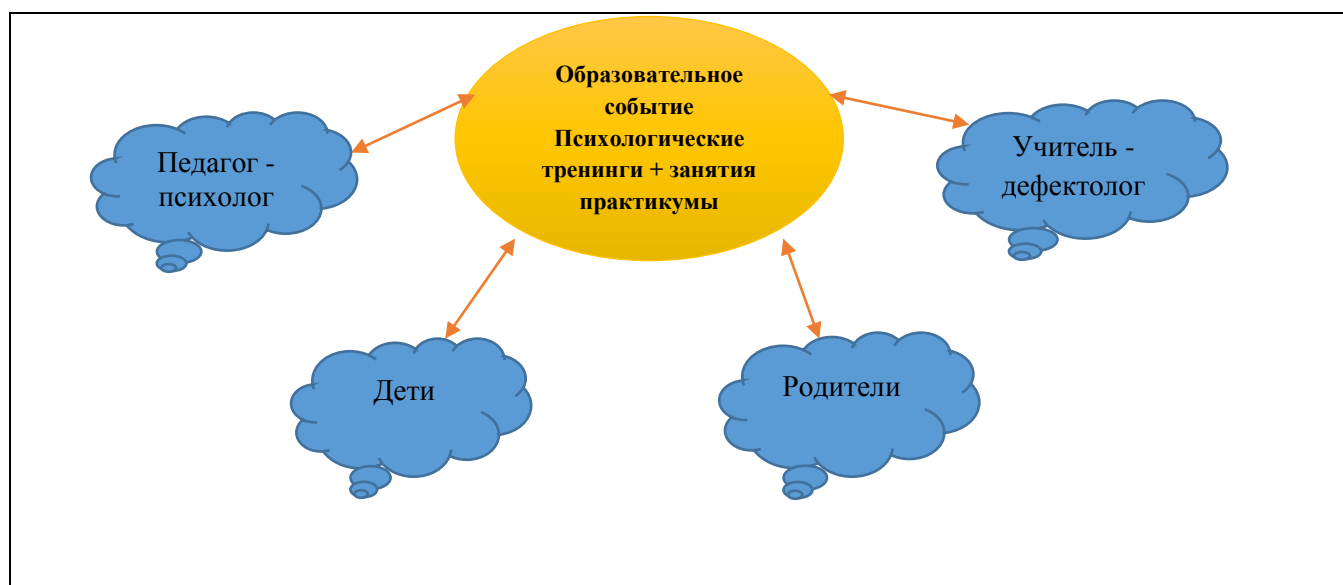 Образовательное
событие
Психологические
тренинги + занятия
практикумы
Педагог -
психолог
Учитель -
дефектолог
Дети
Родители